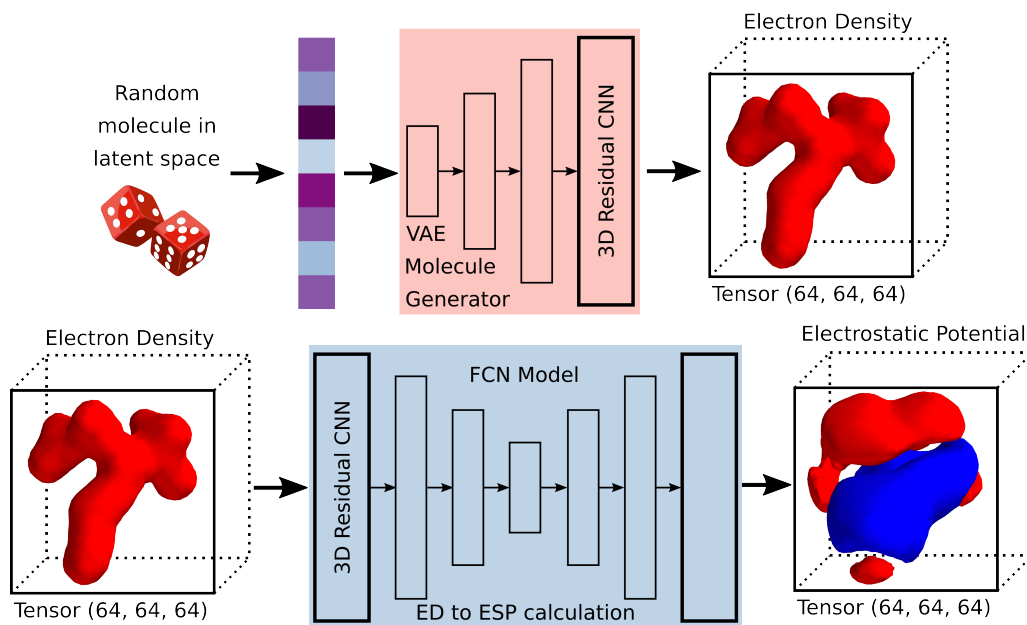 Electron Density
Random
molecule in
latent space
3D Residual CNN
VAE
Molecule
Generator
Tensor (64, 64, 64)
Electron Density
Electrostatic Potential
FCN Model
3D Residual CNN
ED to ESP calculation
Tensor (64, 64, 64)
Tensor (64, 64, 64)